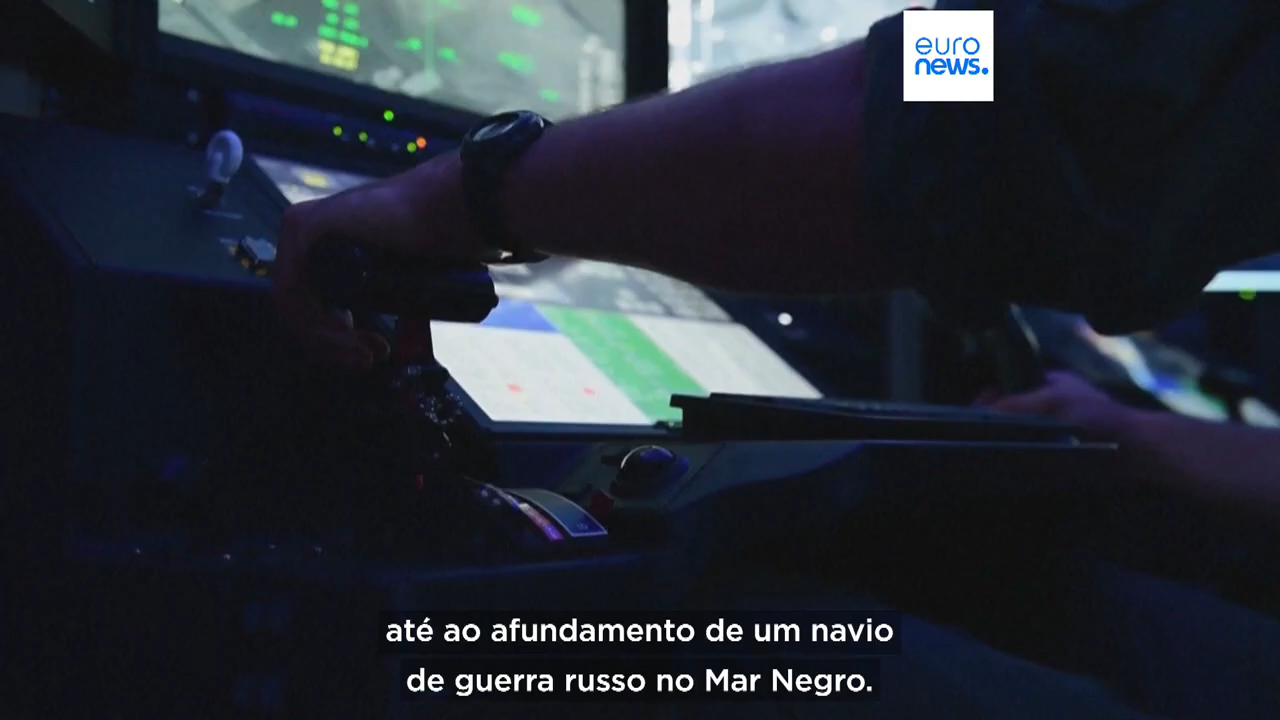 euro
news.
até ao afundamento de um navio
de guerra russo no Mar Negro.